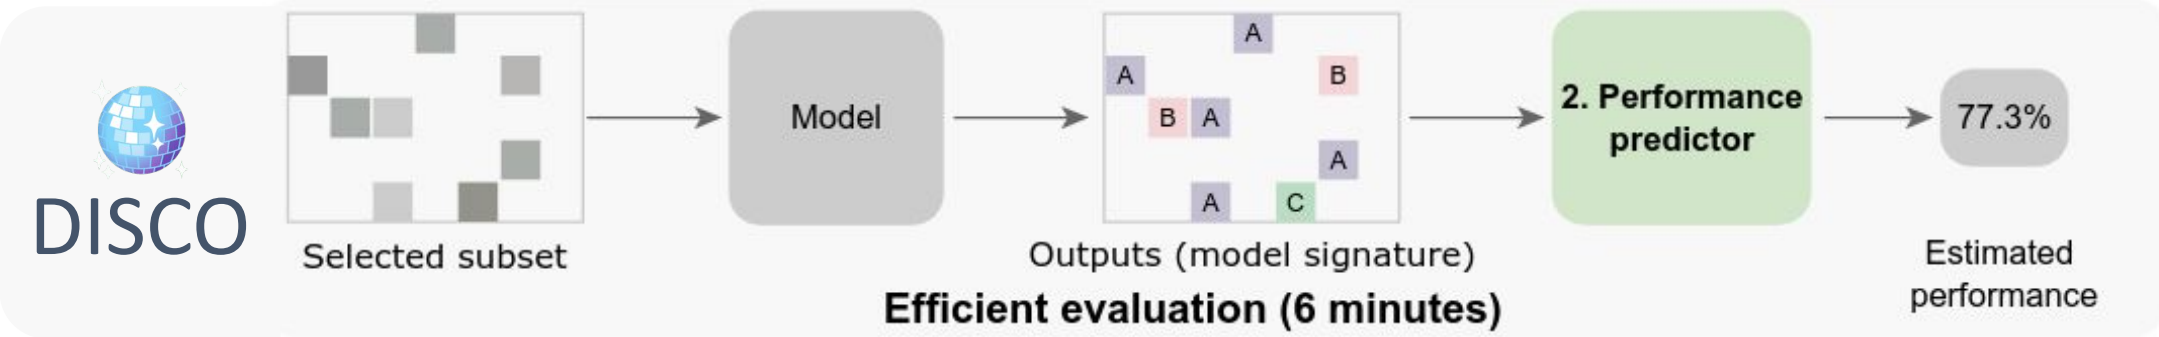 DISCO
Selected subset
Model
A
A
B
B
A
A
A
C
Outputs (model signature)
2. Performance
predictor
77.3%
Estimated
performance
Efficient evaluation (6 minutes)